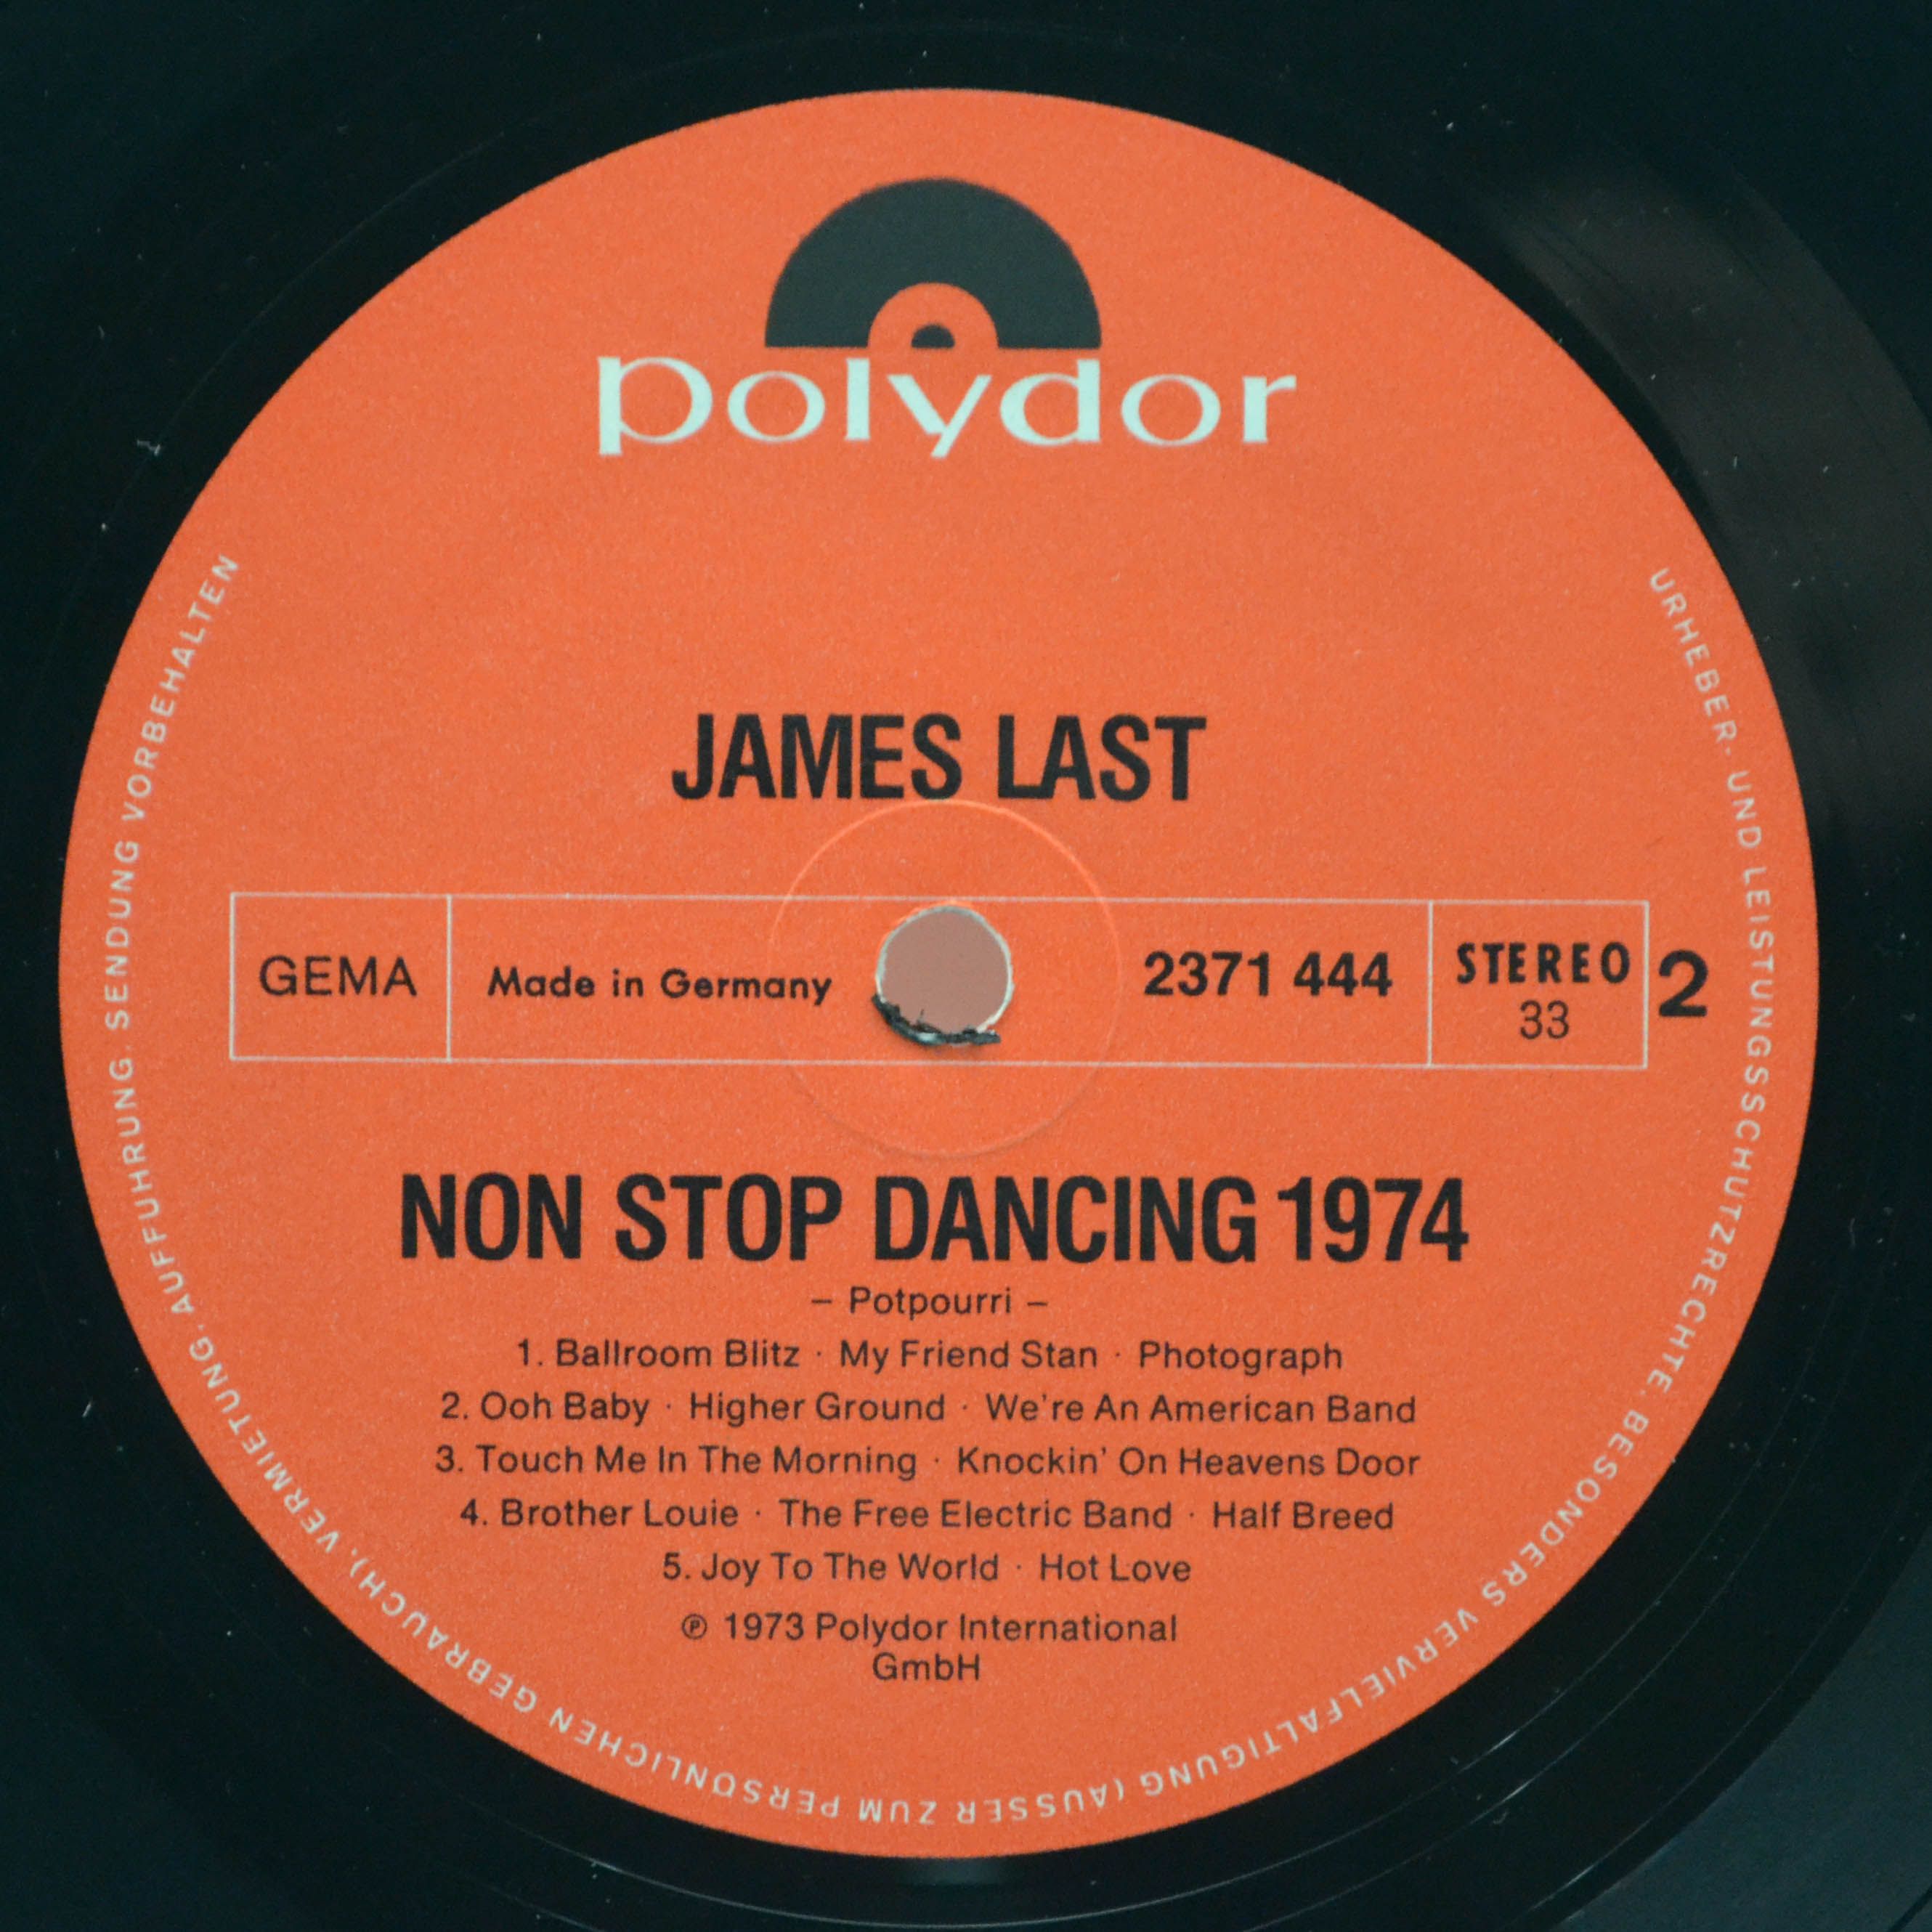 polydor
JAMES LAST
GEMA
Made in Germany
2371 444
STEREO
33
2
NON STOP DANCING 1974
– Potpourri –
1. Ballroom Blitz · My Friend Stan · Photograph
2. Ooh Baby · Higher Ground · We're An American Band
3. Touch Me In The Morning · Knockin' On Heavens Door
4. Brother Louie · The Free Electric Band · Half Breed
5. Joy To The World · Hot Love
℗ 1973 Polydor International
GmbH
URHEBER- UND LEISTUNGSSCHUTZRECHTE, BESONDERS VERVIELFÄLTIGUNG (AUSSER ZUM PERSÖNLICHEN GEBRAUCH), VERMIETUNG, AUFFÜHRUNG, SENDUNG VORBEHALTEN